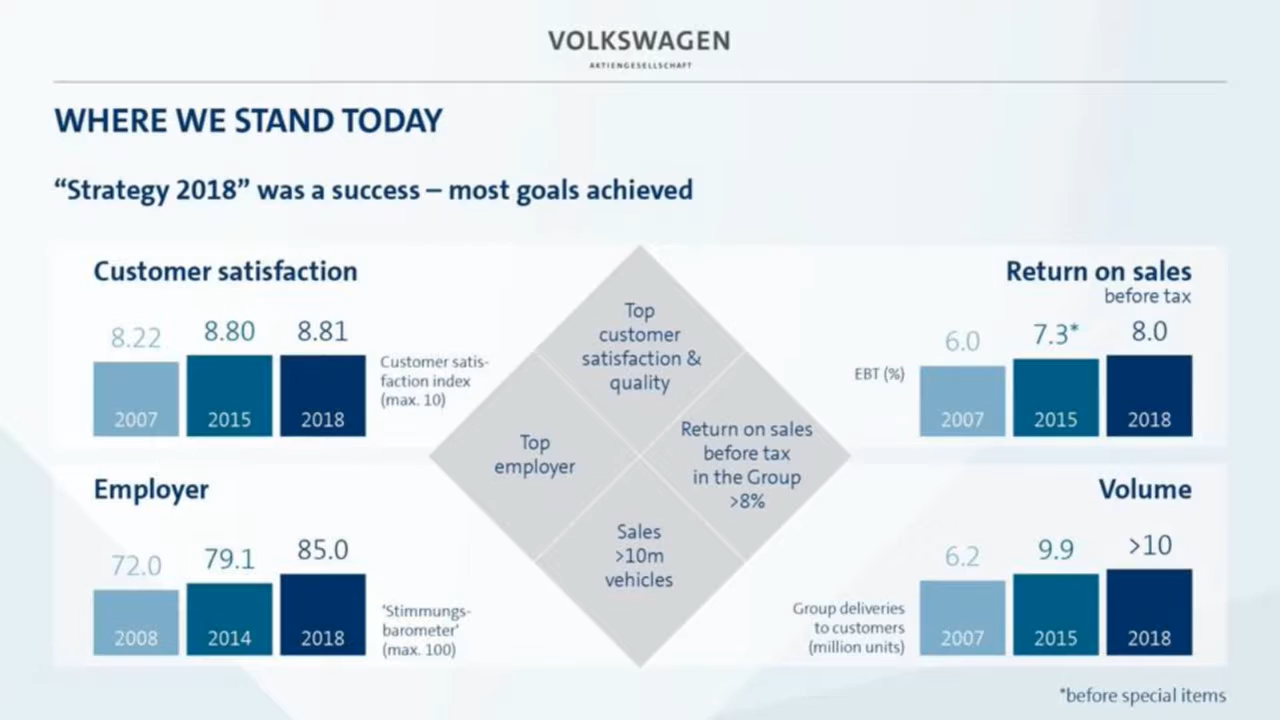 VOLKSWAGEN
AKTIENGESELLSCHAFT
WHERE WE STAND TODAY
“Strategy 2018” was a success – most goals achieved
Customer satisfaction
8.22
8.80
8.81
2007
2015
2018
Customer satis-
faction index
(max. 10)
Top
customer
satisfaction &
quality
Return on sales
before tax
6.0
7.3*
8.0
EBT (%)
2007
2015
2018
Top
employer
Return on sales
before tax
in the Group
>8%
Sales
>10m
vehicles
Employer
72.0
79.1
85.0
2008
2014
2018
‘Stimmungs-
barometer’
(max. 100)
Volume
6.2
9.9
>10
Group deliveries
to customers
(million units)
2007
2015
2018
*before special items